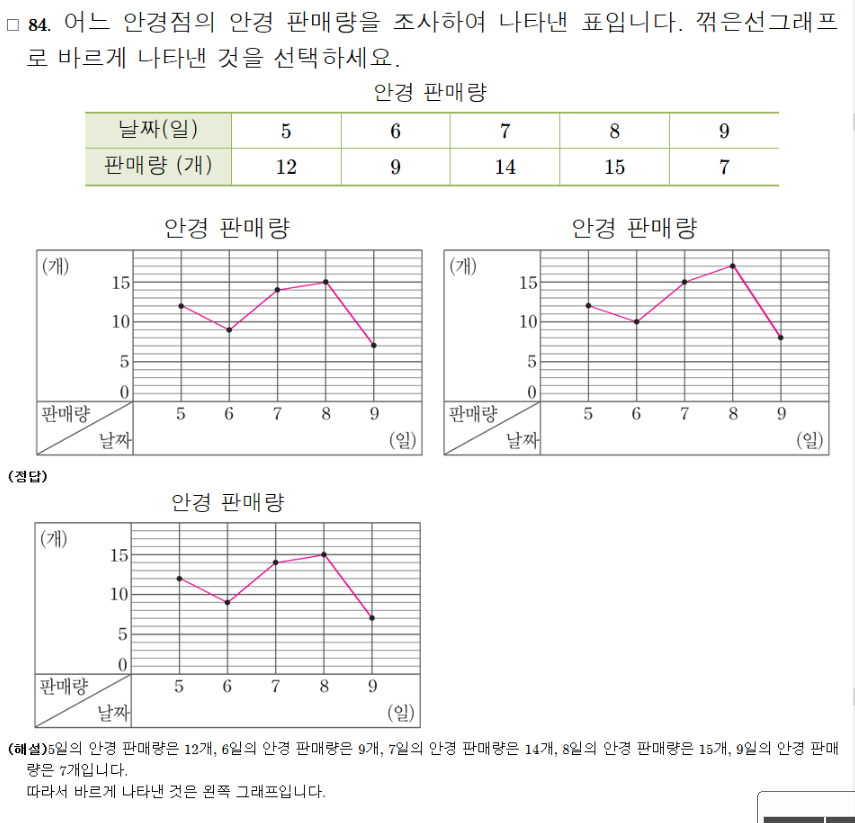 □ 84. 어느 안경점의 안경 판매량을 조사하여 나타낸 표입니다. 꺾은선그래프
로 바르게 나타낸 것을 선택하세요.
안경 판매량
날짜(일) 5 6 7 8 9
판매량 (개) 12 9 14 15 7
안경 판매량
(개)
15
10
5
0
판매량
날짜
5 6 7 8 9
(일)
안경 판매량
(개)
15
10
5
0
판매량
날짜
5 6 7 8 9
(일)
(정답)
안경 판매량
(개)
15
10
5
0
판매량
날짜
5 6 7 8 9
(일)
(해설)5일의 안경 판매량은 12개, 6일의 안경 판매량은 9개, 7일의 안경 판매량은 14개, 8일의 안경 판매량은 15개, 9일의 안경 판매
량은 7개입니다.
따라서 바르게 나타낸 것은 왼쪽 그래프입니다.